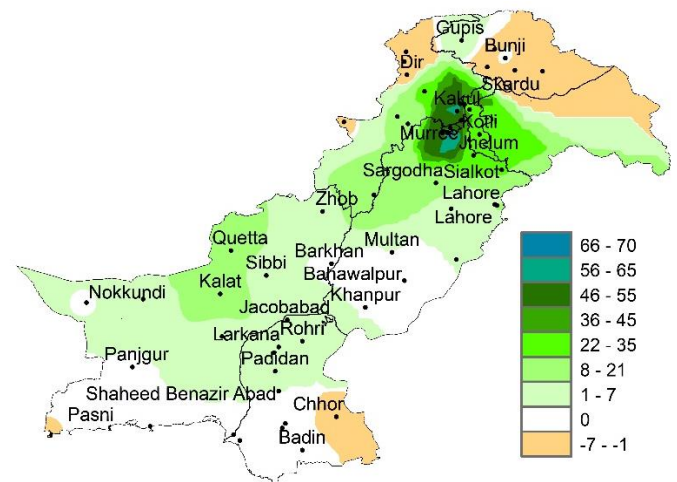 Gupis
Bunji
Dir
Skardu
Kakul
Kotli
Murree
Jhelum
Sargodha
Sialkot
Lahore
Zhob
Lahore
Quetta
Multan
Barkhan
Sibbi
Bahawalpur
Kalat
Nokkundi
Khanpur
Jacobabad
Larkana
Rohri
Panjgur
Padidan
Shaheed Benazir Abad
Chhor
Pasni
Badin
66 - 70
56 - 65
46 - 55
36 - 45
22 - 35
8 - 21
1 - 7
0
-7 - -1